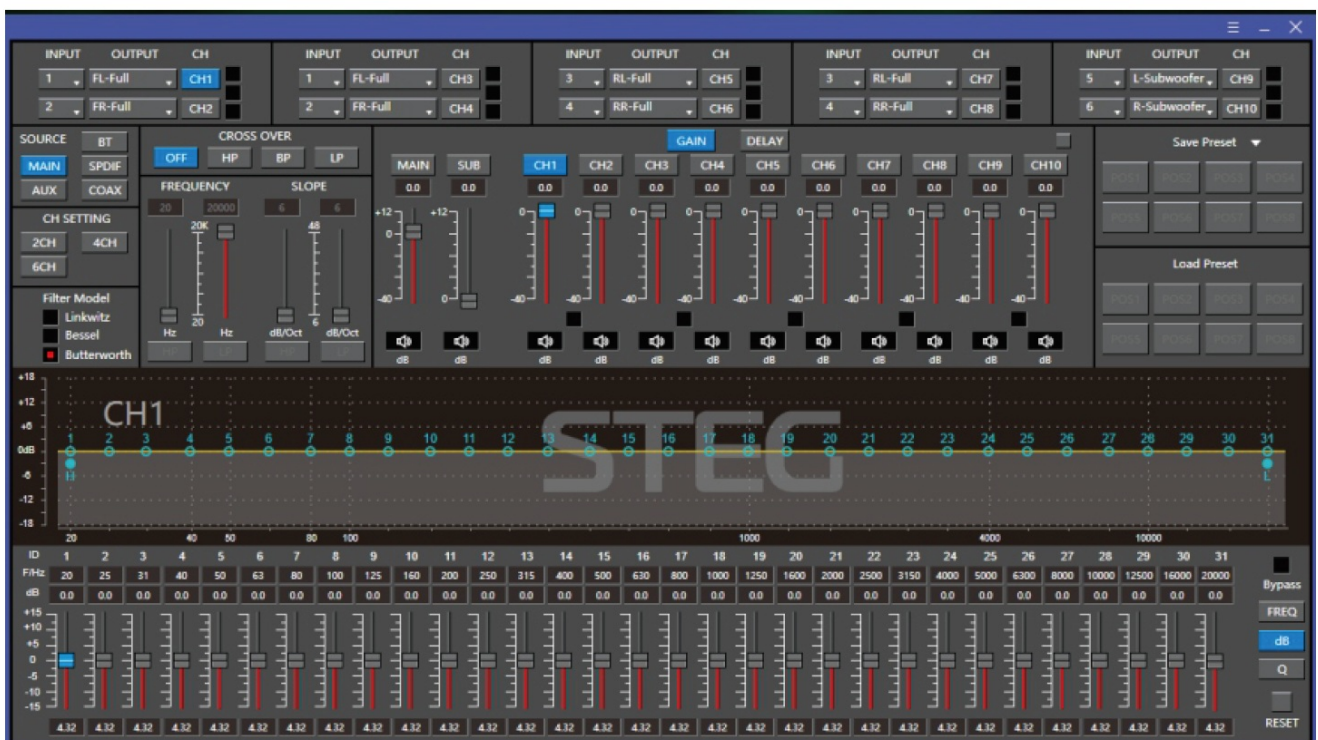 INPUT OUTPUT CH INPUT OUTPUT CH INPUT OUTPUT CH INPUT OUTPUT CH INPUT OUTPUT CH
1 FL-Full CH1 1 FL-Full CH3 3 RL-Full CH5 3 RL-Full CH7 5 L-Subwoofer CH9
2 FR-Full CH2 2 FR-Full CH4 4 RR-Full CH6 4 RR-Full CH8 6 R-Subwoofer CH10
SOURCE BT
MAIN SPDIF
AUX COAX
CH SETTING
2CH 4CH
6CH
Filter Model
Linkwitz
Bessel
Butterworth
CROSS OVER
OFF HP BP LP
FREQUENCY SLOPE
20 20000 6 6
20K 48
20 6
Hz Hz dB/Oct dB/Oct
HP LP HP LP
GAIN DELAY
MAIN SUB CH1 CH2 CH3 CH4 CH5 CH6 CH7 CH8 CH9 CH10
0.0 0.0 0.0 0.0 0.0 0.0 0.0 0.0 0.0 0.0 0.0 0.0
+12 +12 0 0 0 0 0 0 0 0 0 0
0
-40 0 -40 -40 -40 -40 -40 -40 -40 -40 -40 -40
dB dB dB dB dB dB dB dB dB dB dB dB
Save Preset
POS1 POS2 POS3 POS4
POS5 POS6 POS7 POS8
Load Preset
POS1 POS2 POS3 POS4
POS5 POS6 POS7 POS8
+18
+12
+6
0dB
-6
-12
-18
CH1
STEG
1 2 3 4 5 6 7 8 9 10 11 12 13 14 15 16 17 18 19 20 21 22 23 24 25 26 27 28 29 30 31
H L
20 40 50 80 100 1000 4000 10000
ID 1 2 3 4 5 6 7 8 9 10 11 12 13 14 15 16 17 18 19 20 21 22 23 24 25 26 27 28 29 30 31
F/Hz 20 25 31 40 50 63 80 100 125 160 200 250 315 400 500 630 800 1000 1250 1600 2000 2500 3150 4000 5000 6300 8000 10000 12500 16000 20000
dB 0.0 0.0 0.0 0.0 0.0 0.0 0.0 0.0 0.0 0.0 0.0 0.0 0.0 0.0 0.0 0.0 0.0 0.0 0.0 0.0 0.0 0.0 0.0 0.0 0.0 0.0 0.0 0.0 0.0 0.0 0.0
+15
+10
+5
0
-5
-10
-15
4.32 4.32 4.32 4.32 4.32 4.32 4.32 4.32 4.32 4.32 4.32 4.32 4.32 4.32 4.32 4.32 4.32 4.32 4.32 4.32 4.32 4.32 4.32 4.32 4.32 4.32 4.32 4.32 4.32 4.32 4.32
Bypass
FREQ
dB
Q
RESET